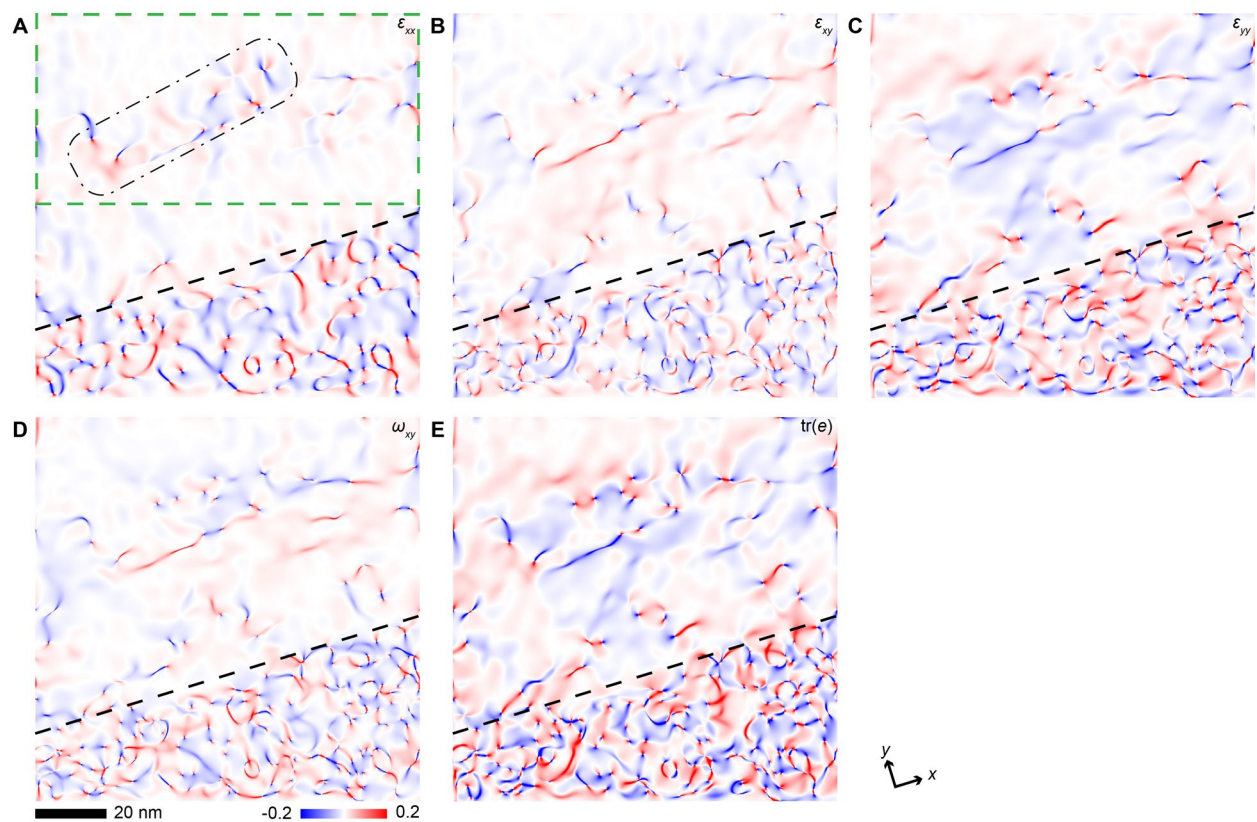 A ε_xx B ε_xy C ε_yy
D ω_xy E tr(e)
y
x
20 nm -0.2 0.2